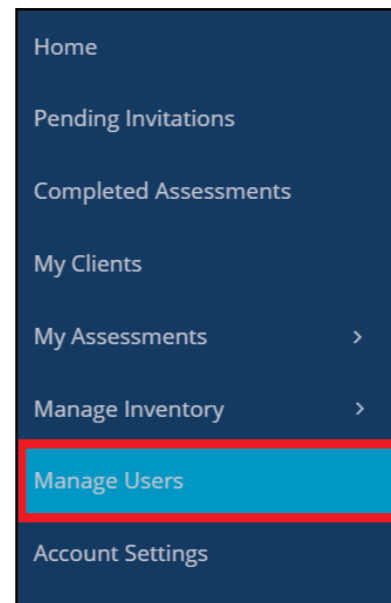 Home
Pending Invitations
Completed Assessments
My Clients
My Assessments
Manage Inventory
Manage Users
Account Settings